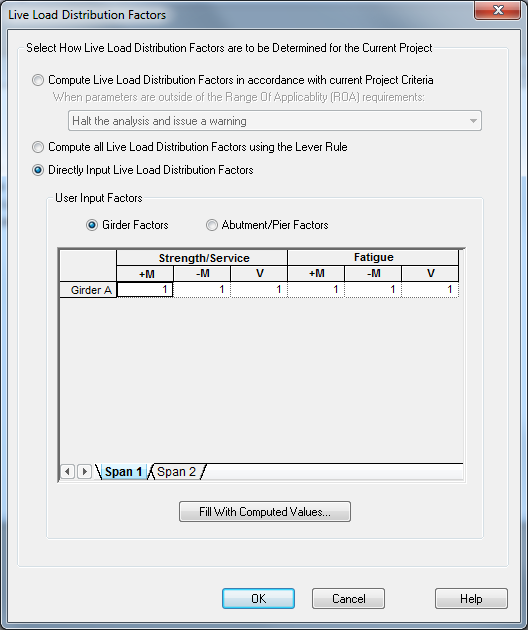 Live Load Distribution Factors
Select How Live Load Distribution Factors are to be Determined for the Current Project
Compute Live Load Distribution Factors in accordance with current Project Criteria
When parameters are outside of the Range Of Applicablity (ROA) requirements:
Halt the analysis and issue a warning
Compute all Live Load Distribution Factors using the Lever Rule
Directly Input Live Load Distribution Factors
User Input Factors
Girder Factors Abutment/Pier Factors
Strength/Service Fatigue
+M -M V +M -M V
Girder A 1 1 1 1 1 1
Span 1 Span 2
Fill With Computed Values...
OK Cancel Help